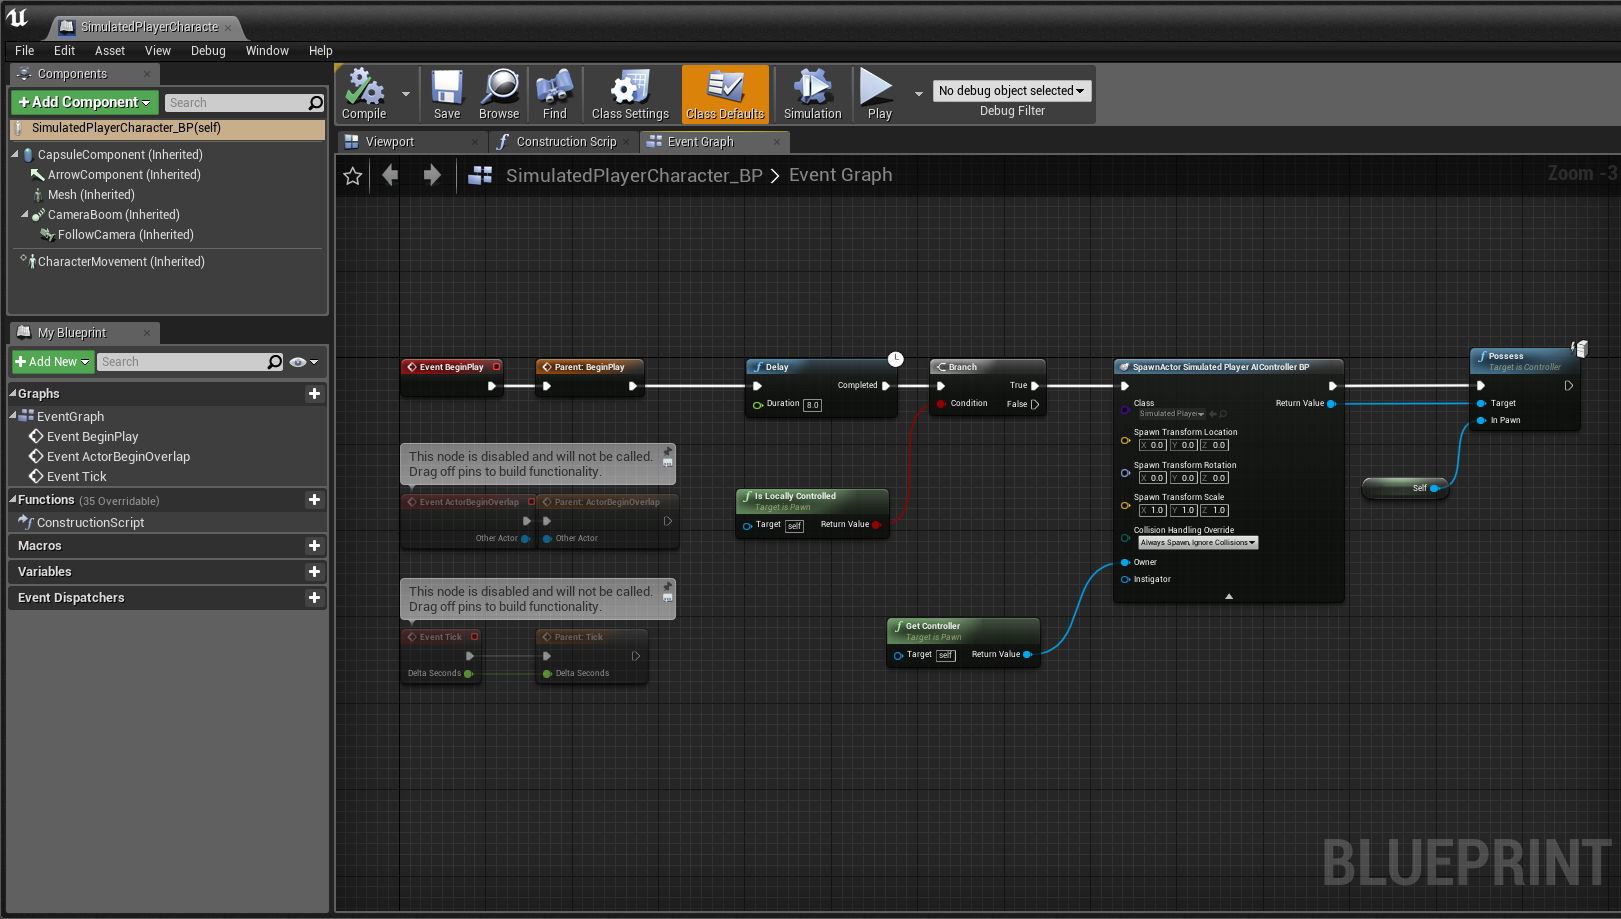 SimulatedPlayerCharacte
File Edit Asset View Debug Window Help
Components
Add Component
Search
SimulatedPlayerCharacter_BP(self)
CapsuleComponent (Inherited)
ArrowComponent (Inherited)
Mesh (Inherited)
CameraBoom (Inherited)
FollowCamera (Inherited)
CharacterMovement (Inherited)
My Blueprint
Add New
Search
Graphs
EventGraph
Event BeginPlay
Event ActorBeginOverlap
Event Tick
Functions (35 Overridable)
ConstructionScript
Macros
Variables
Event Dispatchers
Compile
Save
Browse
Find
Class Settings
Class Defaults
Simulation
Play
No debug object selected
Debug Filter
Viewport
Construction Scrip
Event Graph
SimulatedPlayerCharacter_BP > Event Graph
Zoom -3
Event BeginPlay
Parent: BeginPlay
Delay
Completed
Duration 8.0
Branch
True
Condition False
SpawnActor Simulated Player AIController BP
Class
Simulated Player
Return Value
Spawn Transform Location
X 0.0 Y 0.0 Z 0.0
Spawn Transform Rotation
X 0.0 Y 0.0 Z 0.0
Spawn Transform Scale
X 1.0 Y 1.0 Z 1.0
Collision Handling Override
Always Spawn, Ignore Collisions
Owner
Instigator
Possess
Target is Controller
Target
In Pawn
Self
This node is disabled and will not be called.
Drag off pins to build functionality.
Event ActorBeginOverlap
Other Actor
Parent: ActorBeginOverlap
Other Actor
Is Locally Controlled
Target is Pawn
Target self Return Value
This node is disabled and will not be called.
Drag off pins to build functionality.
Event Tick
Delta Seconds
Parent: Tick
Delta Seconds
Get Controller
Target is Pawn
Target self Return Value
BLUEPRINT